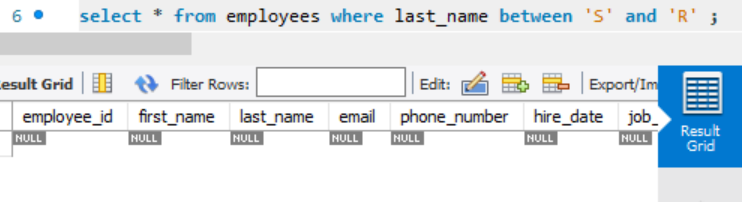 6 select * from employees where last_name between 'S' and 'R' ;
Result Grid Filter Rows: Edit: Export/Im
employee_id first_name last_name email phone_number hire_date job_
NULL NULL NULL NULL NULL NULL NULL
Result
Grid